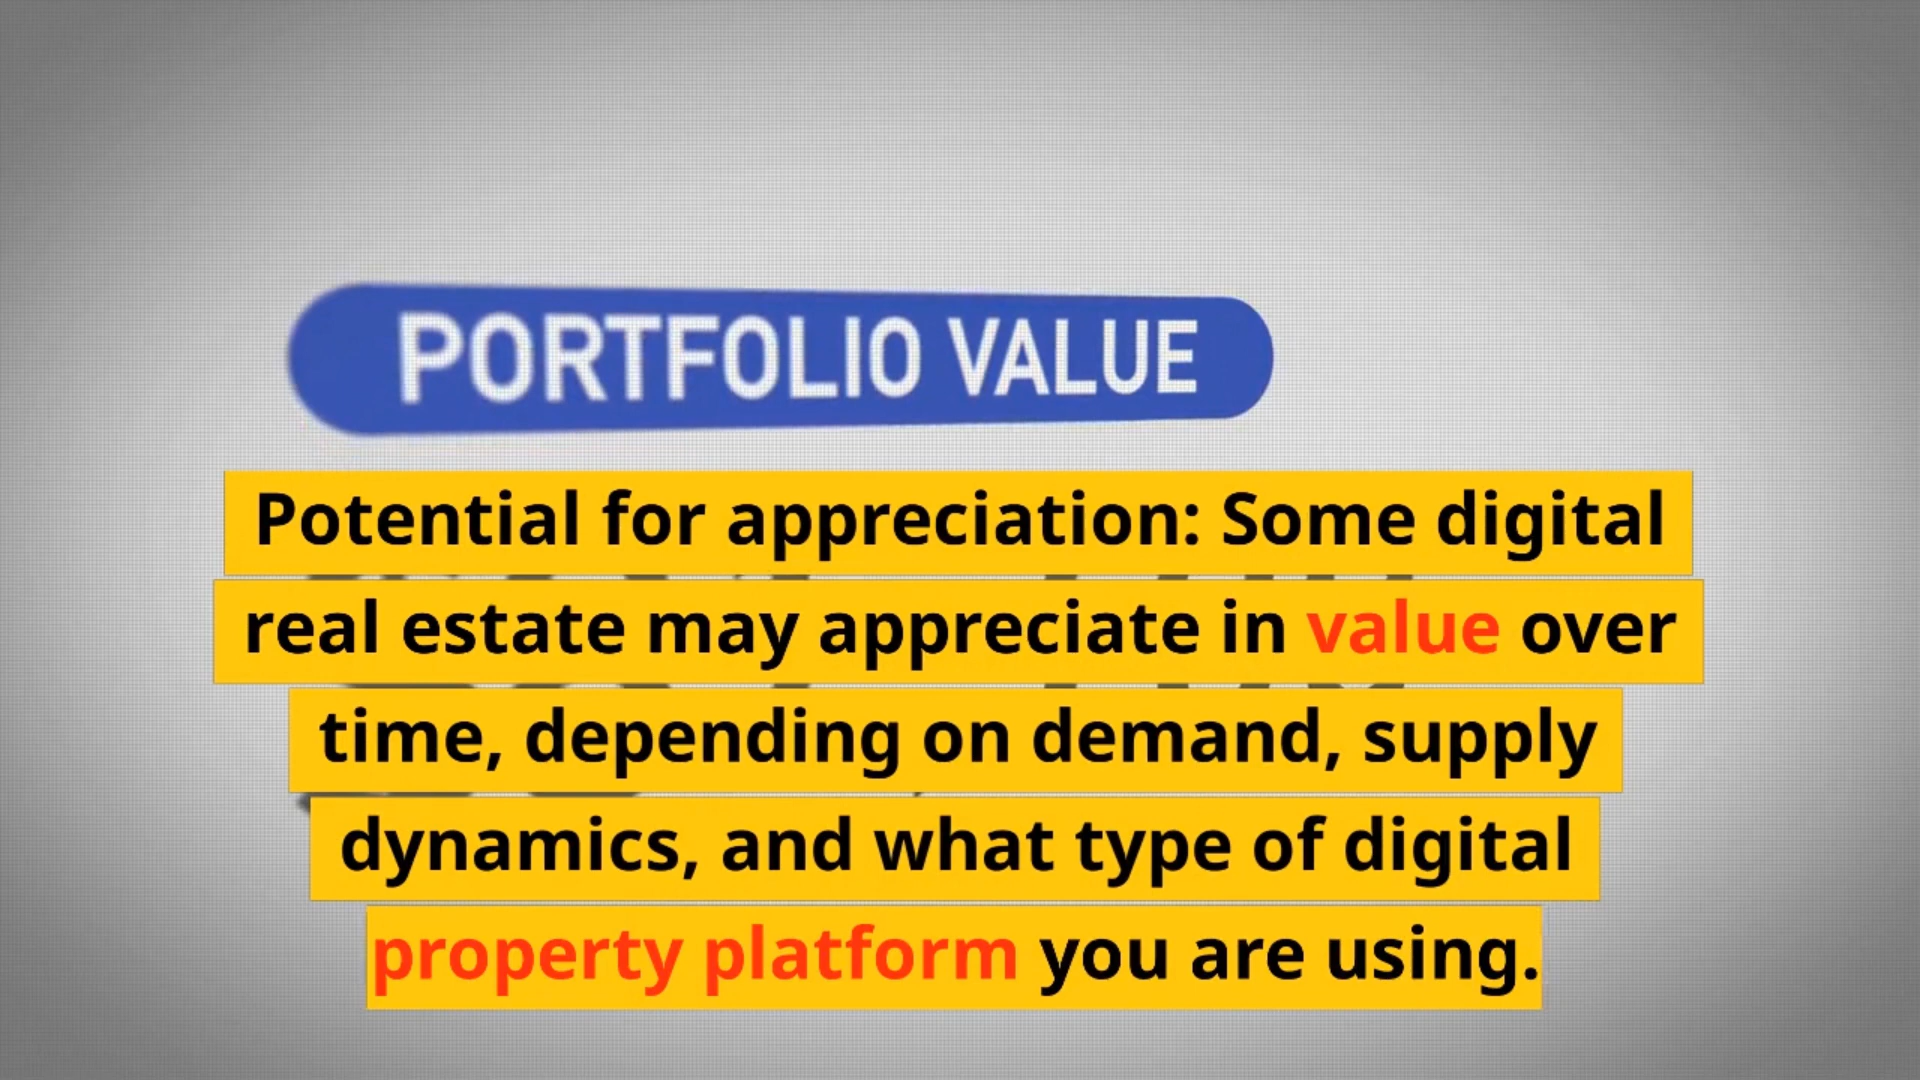 PORTFOLIO VALUE
Potential for appreciation: Some digital
real estate may appreciate in value over
time, depending on demand, supply
dynamics, and what type of digital
property platform you are using.